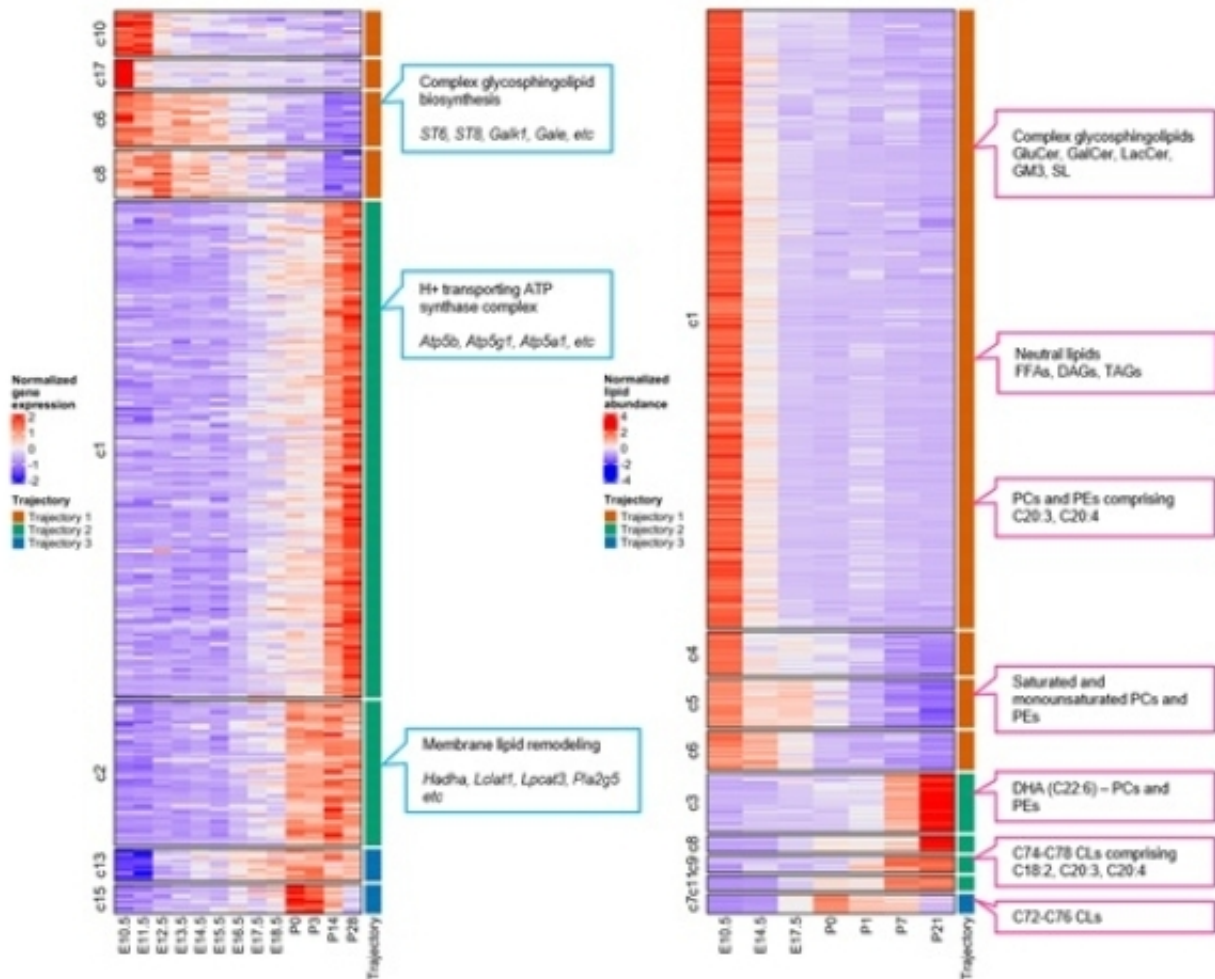 c10
c17
c6
c8
c1
c2
c13
c15
Complex glycosphingolipid
biosynthesis
ST6, ST8, Galk1, Gale, etc
H+ transporting ATP
synthase complex
Atp5b, Atp5g1, Atp5a1, etc
Membrane lipid remodeling
Hadha, Lclat1, Lpcat3, Pla2g5
etc
Normalized
gene
expression
2
1
0
-1
-2
Trajectory
Trajectory 1
Trajectory 2
Trajectory 3
E10.5
E11.5
E12.5
E13.5
E14.5
E15.5
E16.5
E17.5
E18.5
P0
P3
P14
P28
Trajectory
Normalized
lipid
abundance
4
2
0
-2
-4
Trajectory
Trajectory 1
Trajectory 2
Trajectory 3
c1
c4
c5
c6
c3
c8
c9
c11
c7
Complex glycosphingolipids
GluCer, GalCer, LacCer,
GM3, SL
Neutral lipids
FFAs, DAGs, TAGs
PCs and PEs comprising
C20:3, C20:4
Saturated and
monounsaturated PCs and
PEs
DHA (C22:6) – PCs and
PEs
C74-C78 CLs comprising
C18:2, C20:3, C20:4
C72-C76 CLs
E10.5
E14.5
E17.5
P0
P1
P7
P21
Trajectory